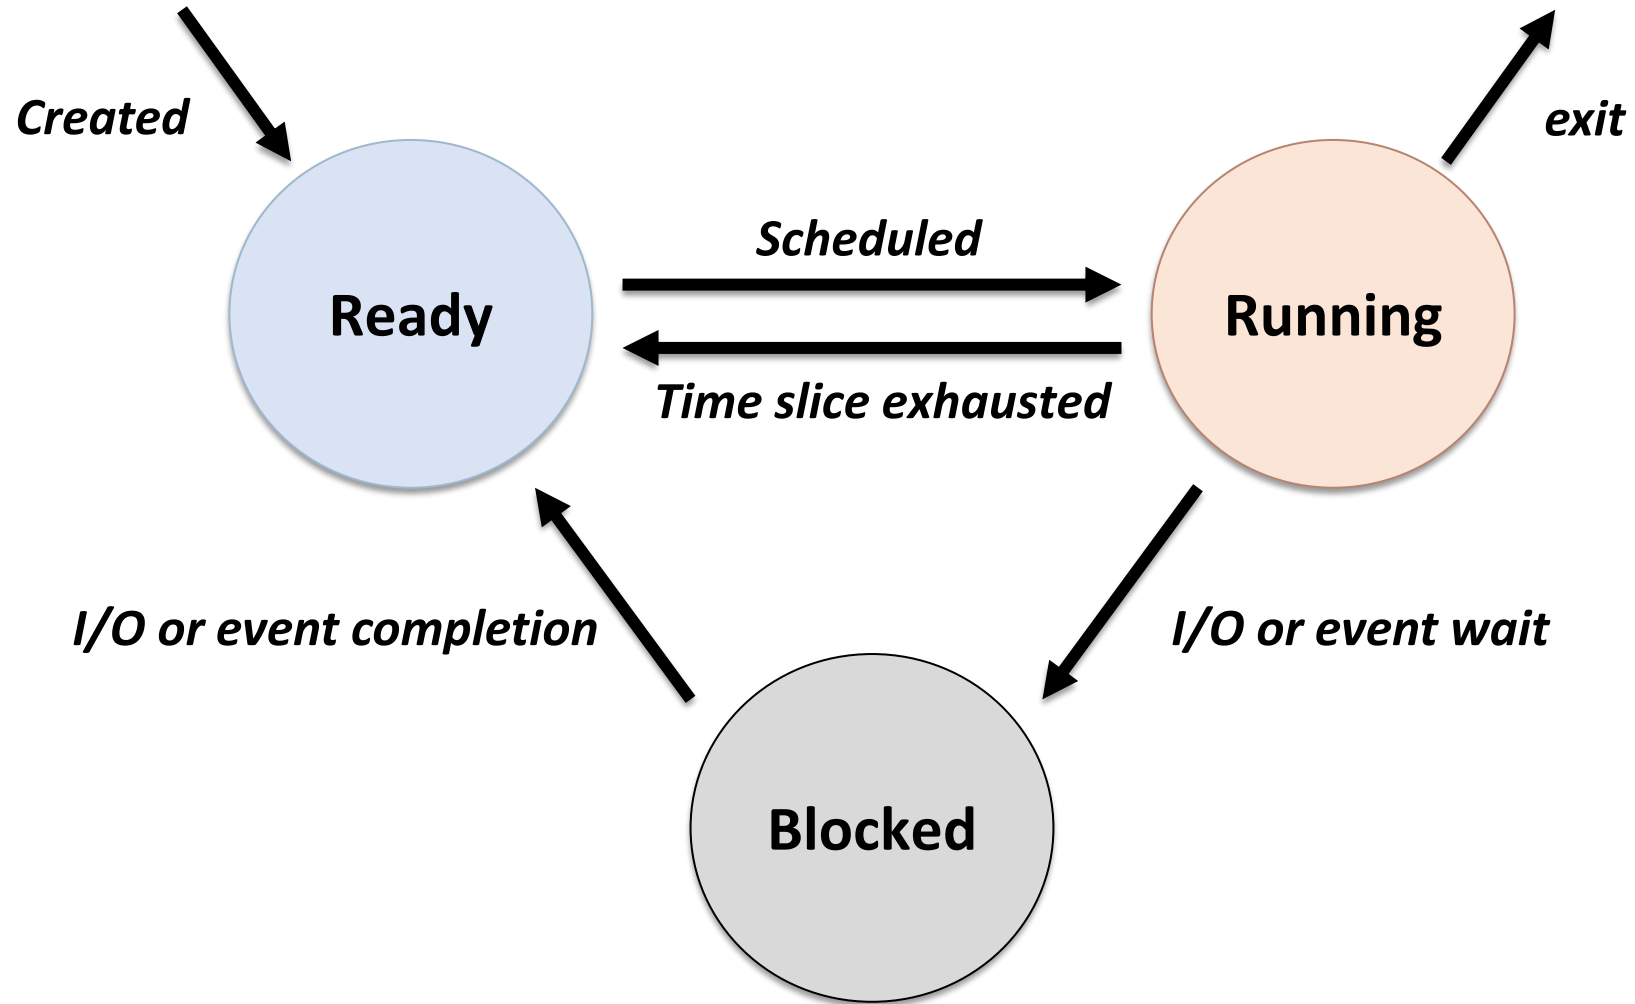 Created
exit
Scheduled
Ready
Running
Time slice exhausted
I/O or event completion
I/O or event wait
Blocked